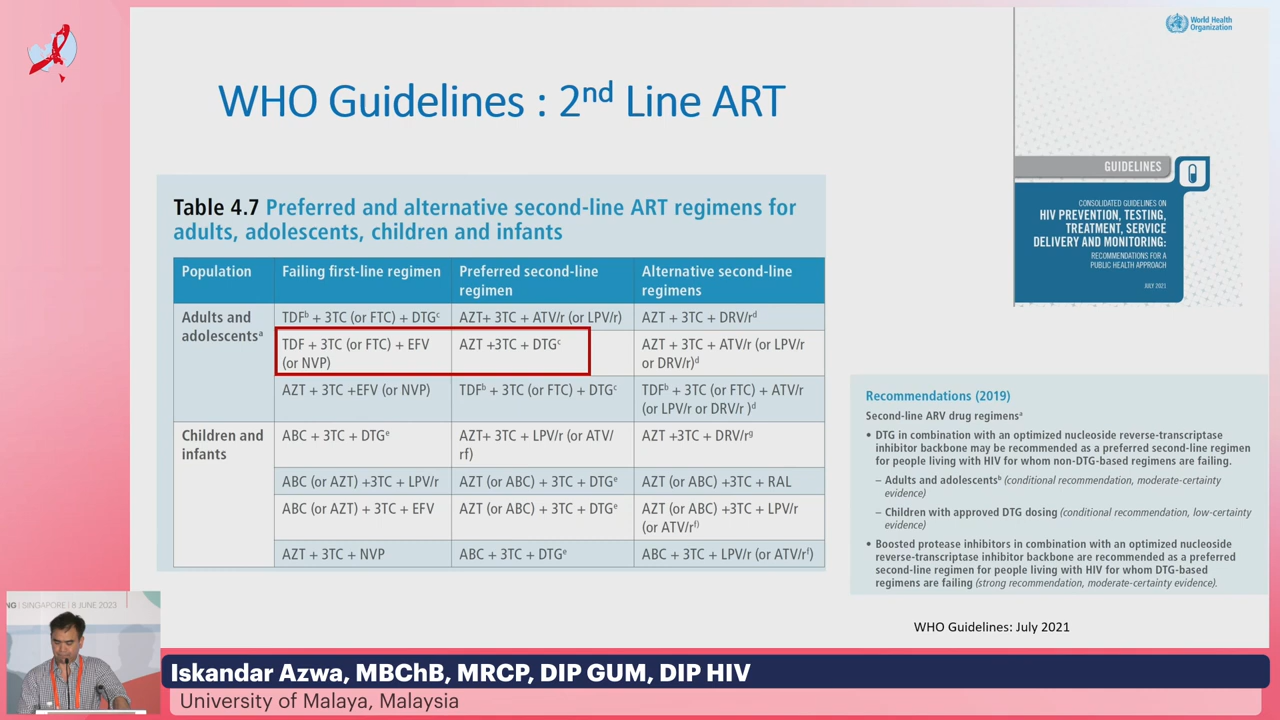 World Health
Organization
WHO Guidelines : 2nd Line ART
GUIDELINES
CONSOLIDATED GUIDELINES ON
HIV PREVENTION, TESTING,
TREATMENT, SERVICE
DELIVERY AND MONITORING:
RECOMMENDATIONS FOR A
PUBLIC HEALTH APPROACH
JULY 2021
Table 4.7 Preferred and alternative second-line ART regimens for
adults, adolescents, children and infants
Population Failing first-line regimen Preferred second-line regimen Alternative second-line regimens
Adults and adolescentsᵃ TDFᵇ + 3TC (or FTC) + DTGᶜ AZT+ 3TC + ATV/r (or LPV/r) AZT + 3TC + DRV/rᵈ
TDF + 3TC (or FTC) + EFV (or NVP) AZT +3TC + DTGᶜ AZT + 3TC + ATV/r (or LPV/r or DRV/r)ᵈ
AZT + 3TC +EFV (or NVP) TDFᵇ + 3TC (or FTC) + DTGᶜ TDFᵇ + 3TC (or FTC) + ATV/r (or LPV/r or DRV/r )ᵈ
Children and infants ABC + 3TC + DTGᵉ AZT+ 3TC + LPV/r (or ATV/rf) AZT +3TC + DRV/rᵍ
ABC (or AZT) +3TC + LPV/r AZT (or ABC) + 3TC + DTGᵉ AZT (or ABC) +3TC + RAL
ABC (or AZT) + 3TC + EFV AZT (or ABC) + 3TC + DTGᵉ AZT (or ABC) +3TC + LPV/r (or ATV/rᶠ)
AZT + 3TC + NVP ABC + 3TC + DTGᵉ ABC + 3TC + LPV/r (or ATV/rᶠ)
Recommendations (2019)
Second-line ARV drug regimensᵃ
• DTG in combination with an optimized nucleoside reverse-transcriptase
inhibitor backbone may be recommended as a preferred second-line regimen
for people living with HIV for whom non-DTG-based regimens are failing.
– Adults and adolescentsᵇ (conditional recommendation, moderate-certainty
evidence)
– Children with approved DTG dosing (conditional recommendation, low-certainty
evidence)
• Boosted protease inhibitors in combination with an optimized nucleoside
reverse-transcriptase inhibitor backbone are recommended as a preferred
second-line regimen for people living with HIV for whom DTG-based
regimens are failing (strong recommendation, moderate-certainty evidence).
WHO Guidelines: July 2021
NG | SINGAPORE | 8 JUNE 2023
Iskandar Azwa, MBChB, MRCP, DIP GUM, DIP HIV
University of Malaya, Malaysia